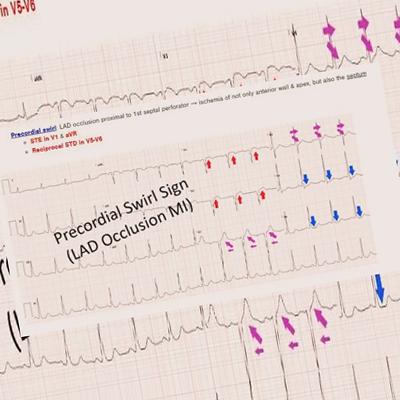 in V5-V6
aVR
V1
Precordial swirl: LAD occlusion proximal to 1st septal perforator → ischemia of not only anterior wall & apex, but also the septum
STE in V1 & aVR
Reciprocal STD in V5-V6
Precordial Swirl Sign
(LAD Occlusion MI)